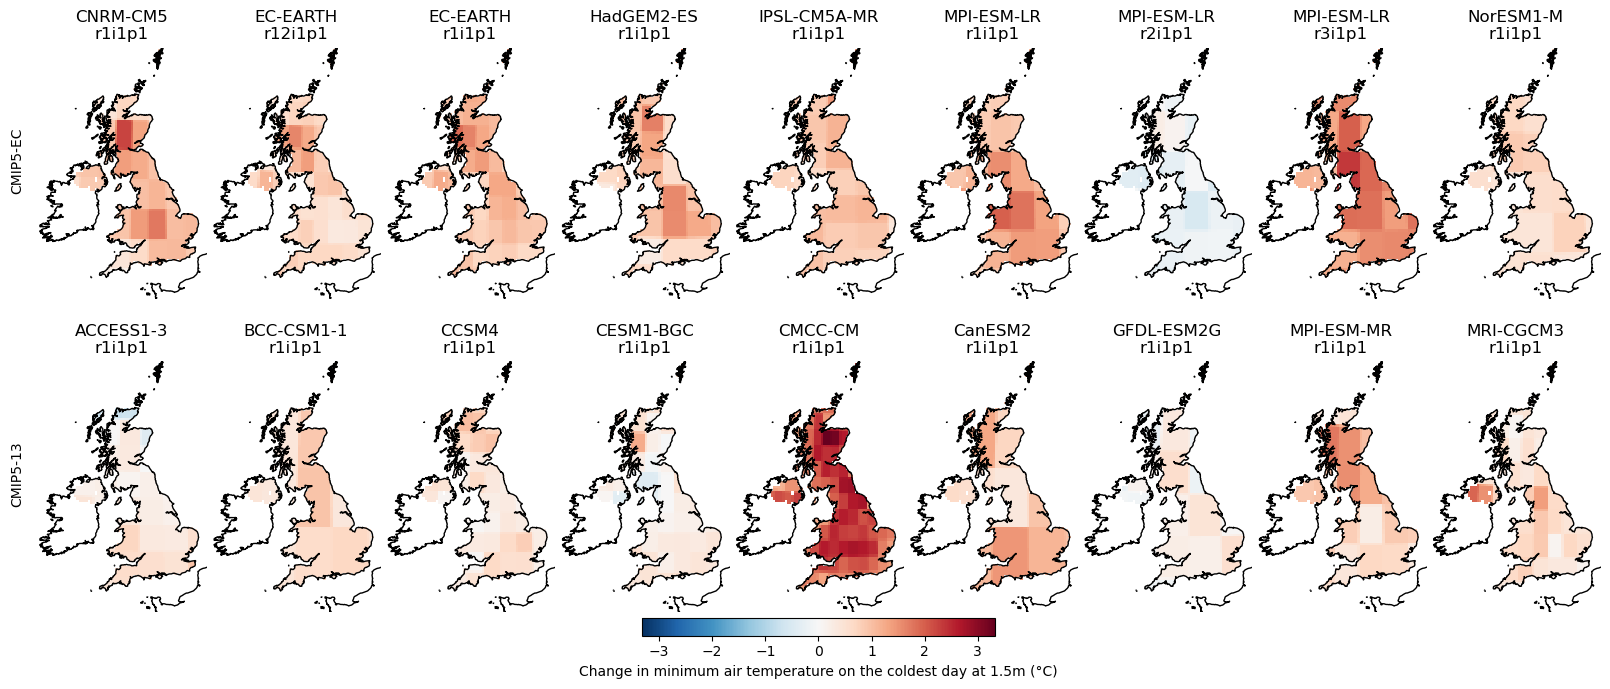 CNRM-CM5
r1i1p1
EC-EARTH
r12i1p1
EC-EARTH
r1i1p1
HadGEM2-ES
r1i1p1
IPSL-CM5A-MR
r1i1p1
MPI-ESM-LR
r1i1p1
MPI-ESM-LR
r2i1p1
MPI-ESM-LR
r3i1p1
NorESM1-M
r1i1p1
CMIP5-EC
ACCESS1-3
r1i1p1
BCC-CSM1-1
r1i1p1
CCSM4
r1i1p1
CESM1-BGC
r1i1p1
CMCC-CM
r1i1p1
CanESM2
r1i1p1
GFDL-ESM2G
r1i1p1
MPI-ESM-MR
r1i1p1
MRI-CGCM3
r1i1p1
CMIP5-13
−3 −2 −1 0 1 2 3
Change in minimum air temperature on the coldest day at 1.5m (°C)